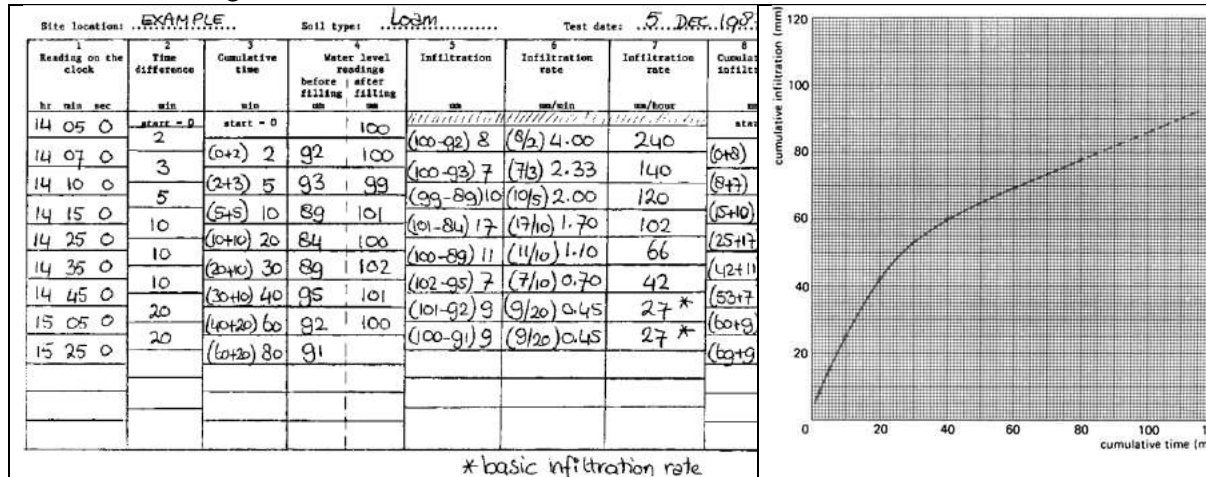 Site location: ..EXAMPLE.. Soil type: ..Loam.. Test date: ..5 DEC 198
1 2 3 4 5 6 7 8
Reading on the clock Time difference Cumulative time Water level readings Infiltration Infiltration rate Infiltration rate
before filling after filling
hr min sec min min mm mm mm mm/min mm/hour
14 05 0 start = 0 start = 0 100
2 (100-92) 8 (8/2) 4.00 240
14 07 0 (0+2) 2 92 100 (0+8)
3 (100-93) 7 (7/3) 2.33 140
14 10 0 (2+3) 5 93 99 (8+7)
5 (99-89) 10 (10/5) 2.00 120
14 15 0 (5+5) 10 89 101 (15+10)
10 (101-84) 17 (17/10) 1.70 102
14 25 0 (10+10) 20 84 100 (25+17
10 (100-89) 11 (11/10) 1.10 66
14 35 0 (20+10) 30 89 102 (42+11
10 (102-95) 7 (7/10) 0.70 42
14 45 0 (30+10) 40 95 101 (53+7
20 (101-92) 9 (9/20) 0.45 27 *
15 05 0 (40+20) 60 92 100 (60+9
20 (100-91) 9 (9/20) 0.45 27 *
15 25 0 (60+20) 80 91 (69+9
* basic infiltration rate
cumulative infiltration (mm)
120
100
80
60
40
20
0 20 40 60 80 100
cumulative time (m